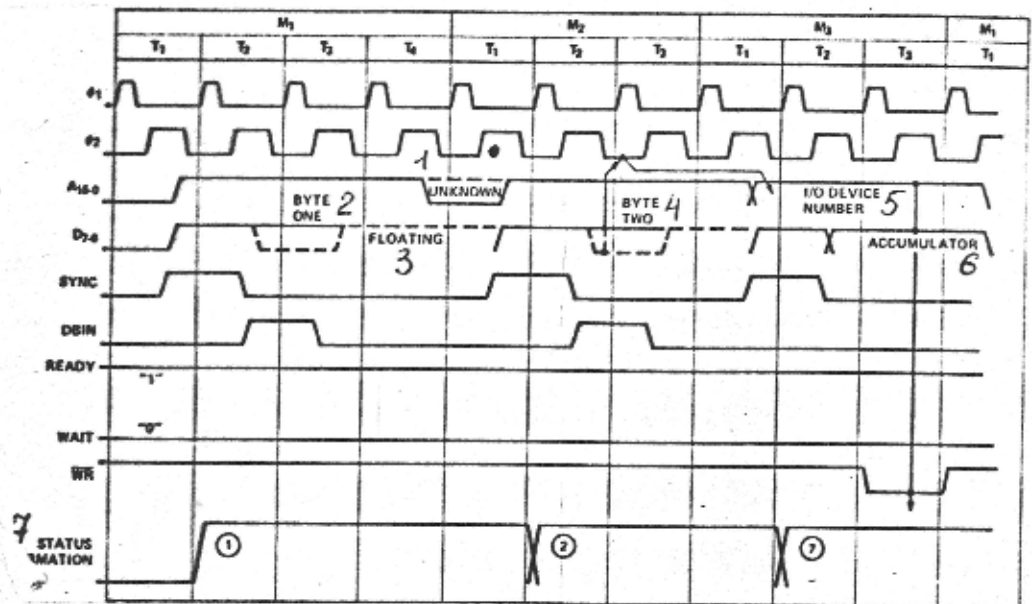 M₁ M₂ M₃ M₁
T₁ T₂ T₃ T₄ T₁ T₂ T₃ T₁ T₂ T₃ T₁
φ₁
φ₂
1
A₁₅-₀ UNKNOWN
BYTE ONE 2
BYTE TWO 4
I/O DEVICE NUMBER 5
D₇-₀ FLOATING 3
ACCUMULATOR 6
SYNC
DBIN
READY "1"
WAIT "0"
WR
7 STATUS ① ② ⑦
MATION